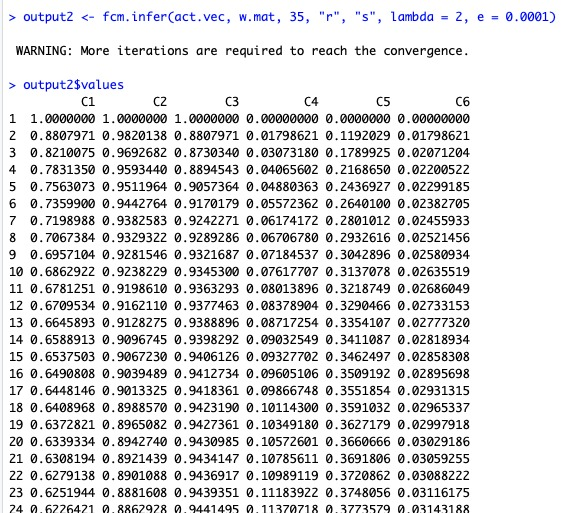 > output2 <- fcm.infer(act.vec, w.mat, 35, "r", "s", lambda = 2, e = 0.0001)
WARNING: More iterations are required to reach the convergence.
> output2$values
C1 C2 C3 C4 C5 C6
1 1.0000000 1.0000000 1.0000000 0.00000000 0.0000000 0.00000000
2 0.8807971 0.9820138 0.8807971 0.01798621 0.1192029 0.01798621
3 0.8210075 0.9692682 0.8730340 0.03073180 0.1789925 0.02071204
4 0.7831350 0.9593440 0.8894543 0.04065602 0.2168650 0.02200522
5 0.7563073 0.9511964 0.9057364 0.04880363 0.2436927 0.02299185
6 0.7359900 0.9442764 0.9170179 0.05572362 0.2640100 0.02382705
7 0.7198988 0.9382583 0.9242271 0.06174172 0.2801012 0.02455933
8 0.7067384 0.9329322 0.9289286 0.06706780 0.2932616 0.02521456
9 0.6957104 0.9281546 0.9321687 0.07184537 0.3042896 0.02580934
10 0.6862922 0.9238229 0.9345300 0.07617707 0.3137078 0.02635519
11 0.6781251 0.9198610 0.9363293 0.08013896 0.3218749 0.02686049
12 0.6709534 0.9162110 0.9377463 0.08378904 0.3290466 0.02733153
13 0.6645893 0.9128275 0.9388896 0.08717254 0.3354107 0.02777320
14 0.6588913 0.9096745 0.9398292 0.09032549 0.3411087 0.02818934
15 0.6537503 0.9067230 0.9406126 0.09327702 0.3462497 0.02858308
16 0.6490808 0.9039489 0.9412734 0.09605106 0.3509192 0.02895698
17 0.6448146 0.9013325 0.9418361 0.09866748 0.3551854 0.02931315
18 0.6408968 0.8988570 0.9423190 0.10114300 0.3591032 0.02965337
19 0.6372821 0.8965082 0.9427361 0.10349180 0.3627179 0.02997918
20 0.6339334 0.8942740 0.9430985 0.10572601 0.3660666 0.03029186
21 0.6308194 0.8921439 0.9434147 0.10785611 0.3691806 0.03059255
22 0.6279138 0.8901088 0.9436917 0.10989119 0.3720862 0.03088222
23 0.6251944 0.8881608 0.9439351 0.11183922 0.3748056 0.03116175
24 0.6226421 0.8862928 0.9441495 0.11370718 0.3773579 0.03143188